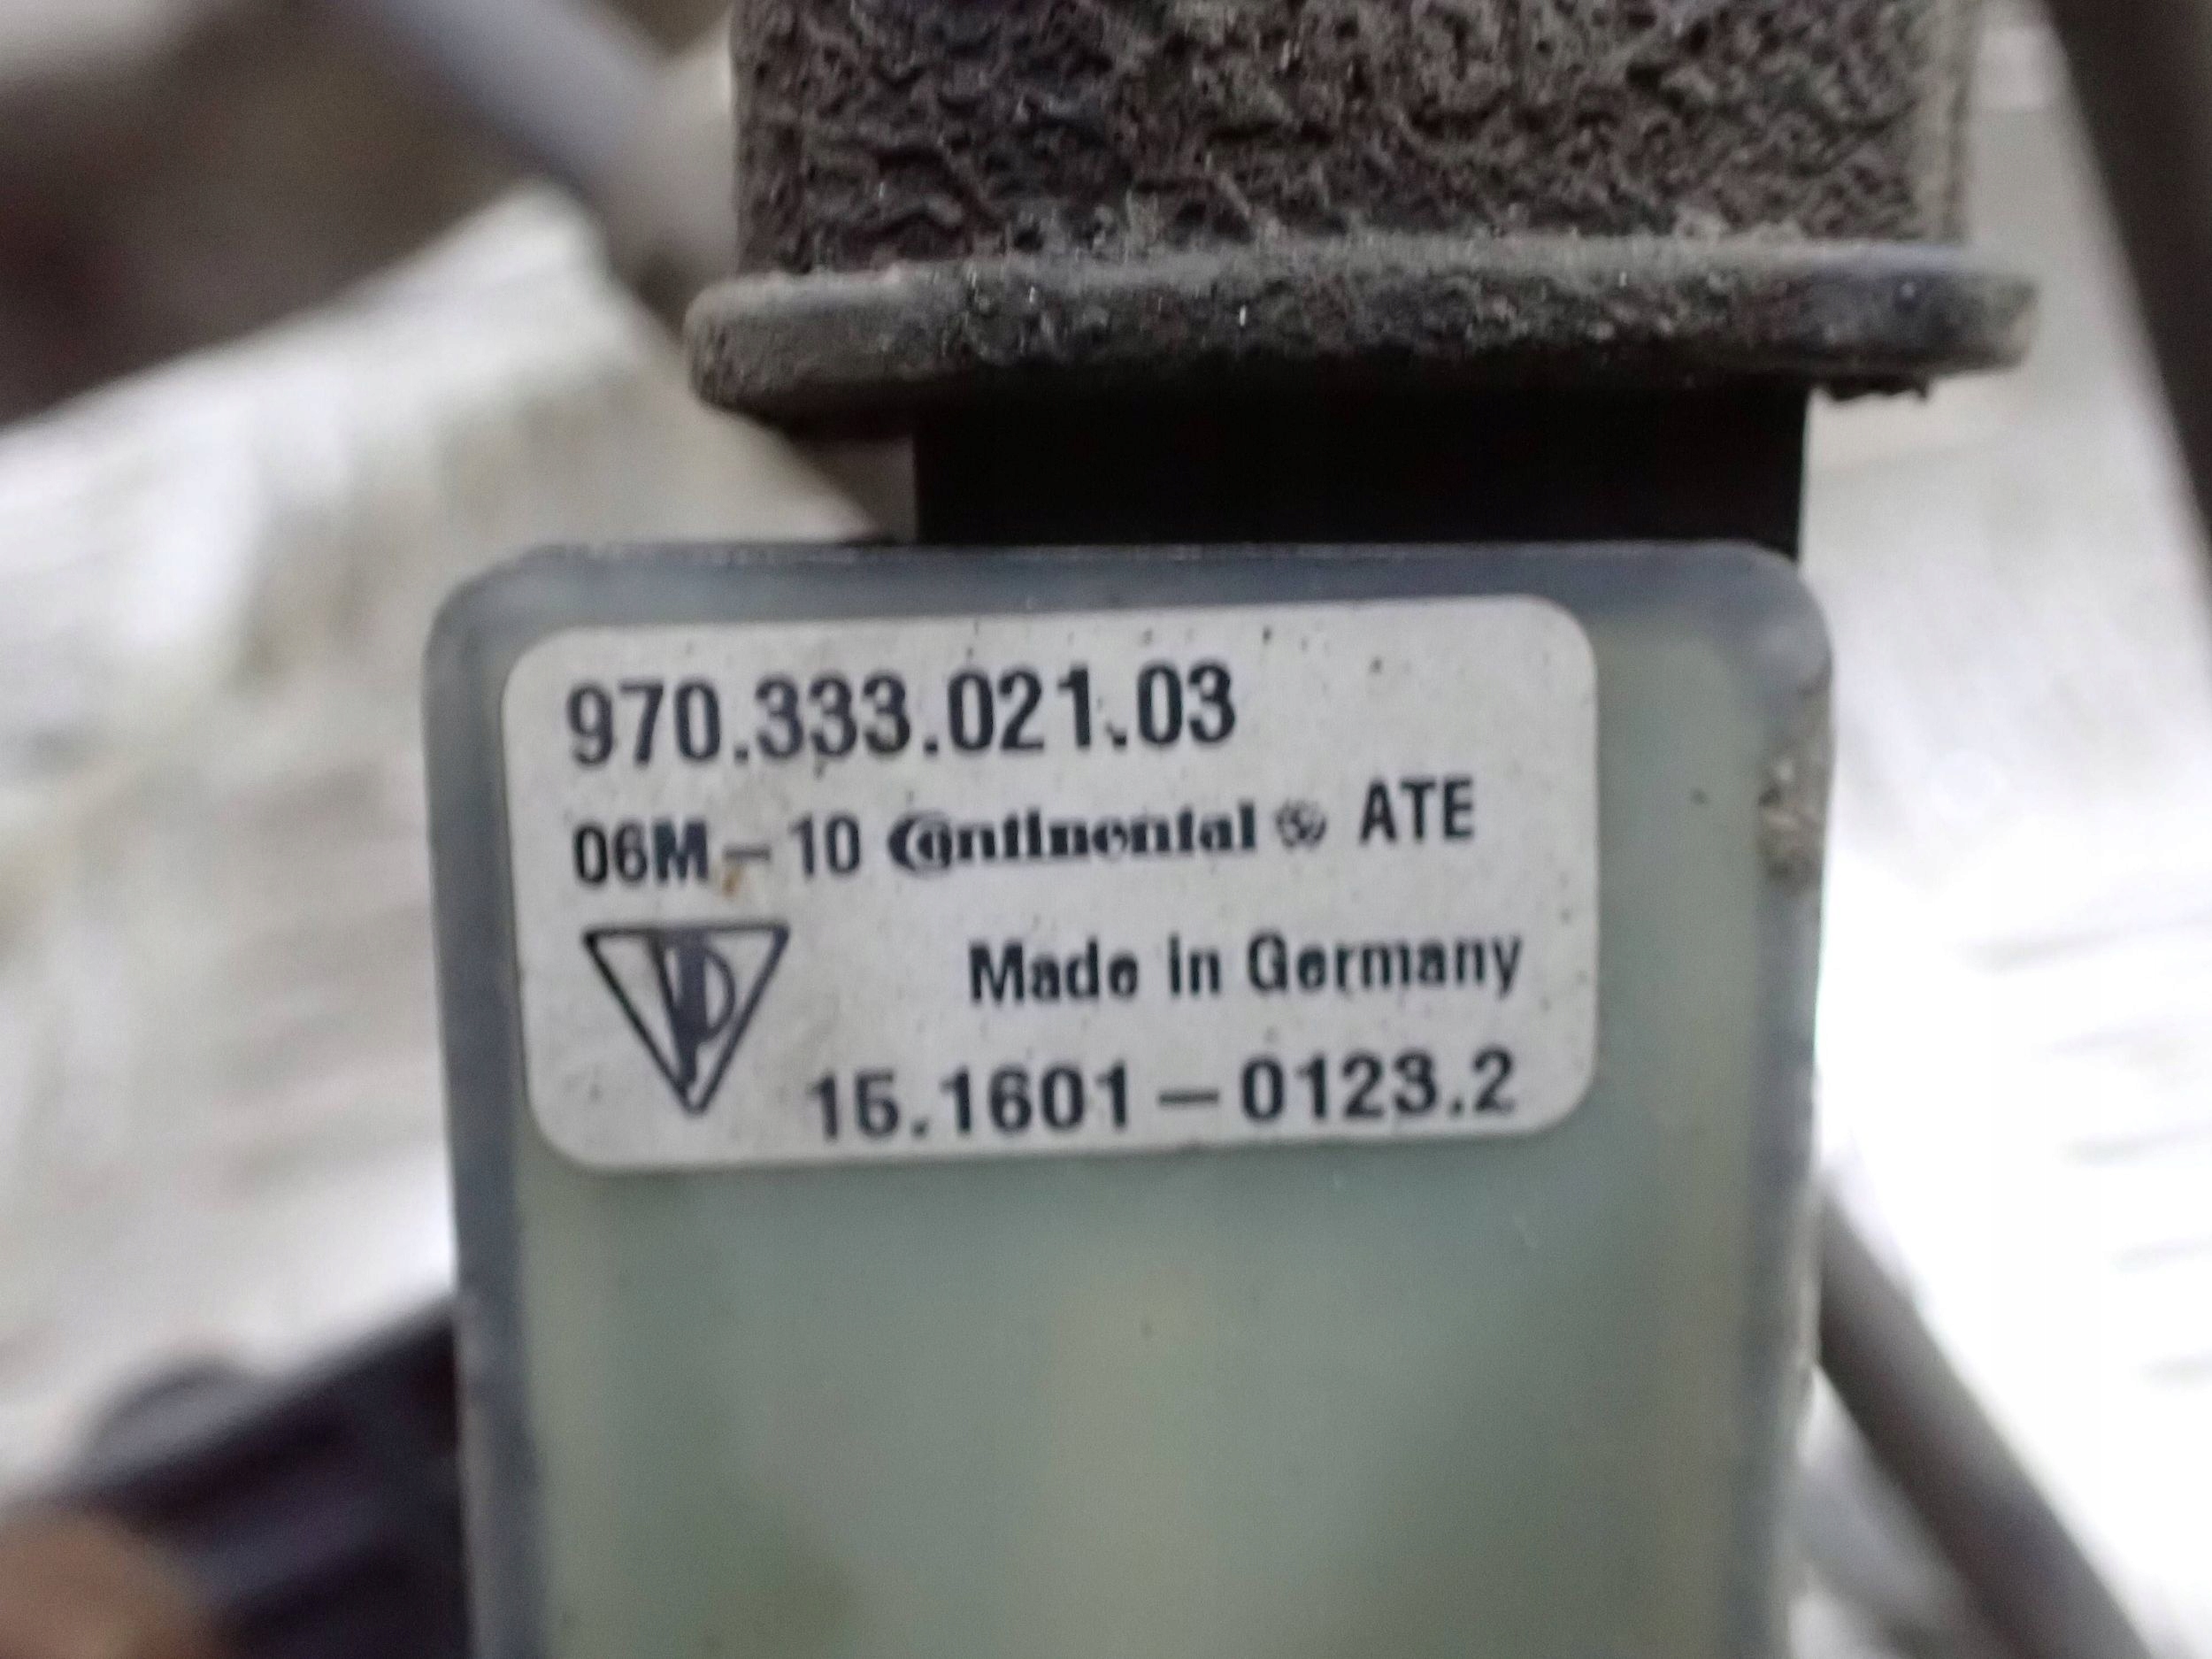 970.333.021.03
06M – 10 Continental ATE
Made in Germany
15.1601 – 0123.2